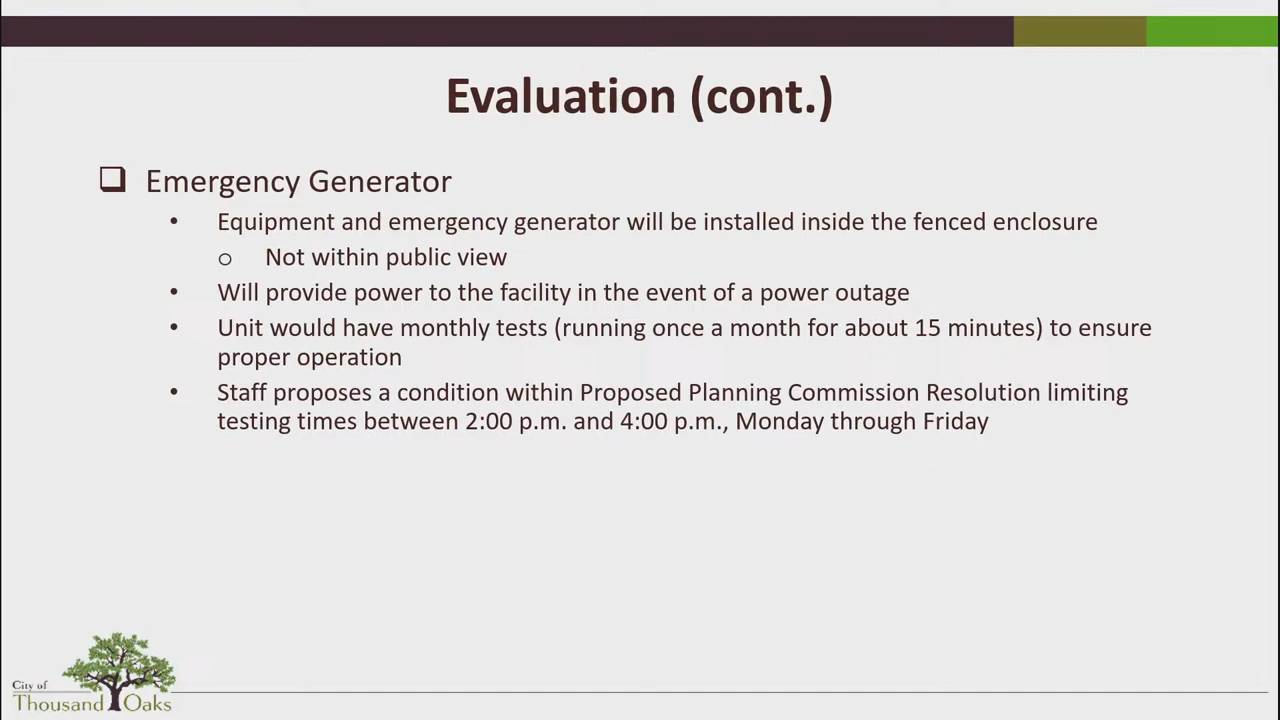 Evaluation (cont.)
❑ Emergency Generator
• Equipment and emergency generator will be installed inside the fenced enclosure
o Not within public view
• Will provide power to the facility in the event of a power outage
• Unit would have monthly tests (running once a month for about 15 minutes) to ensure
proper operation
• Staff proposes a condition within Proposed Planning Commission Resolution limiting
testing times between 2:00 p.m. and 4:00 p.m., Monday through Friday
City of
Thousand Oaks